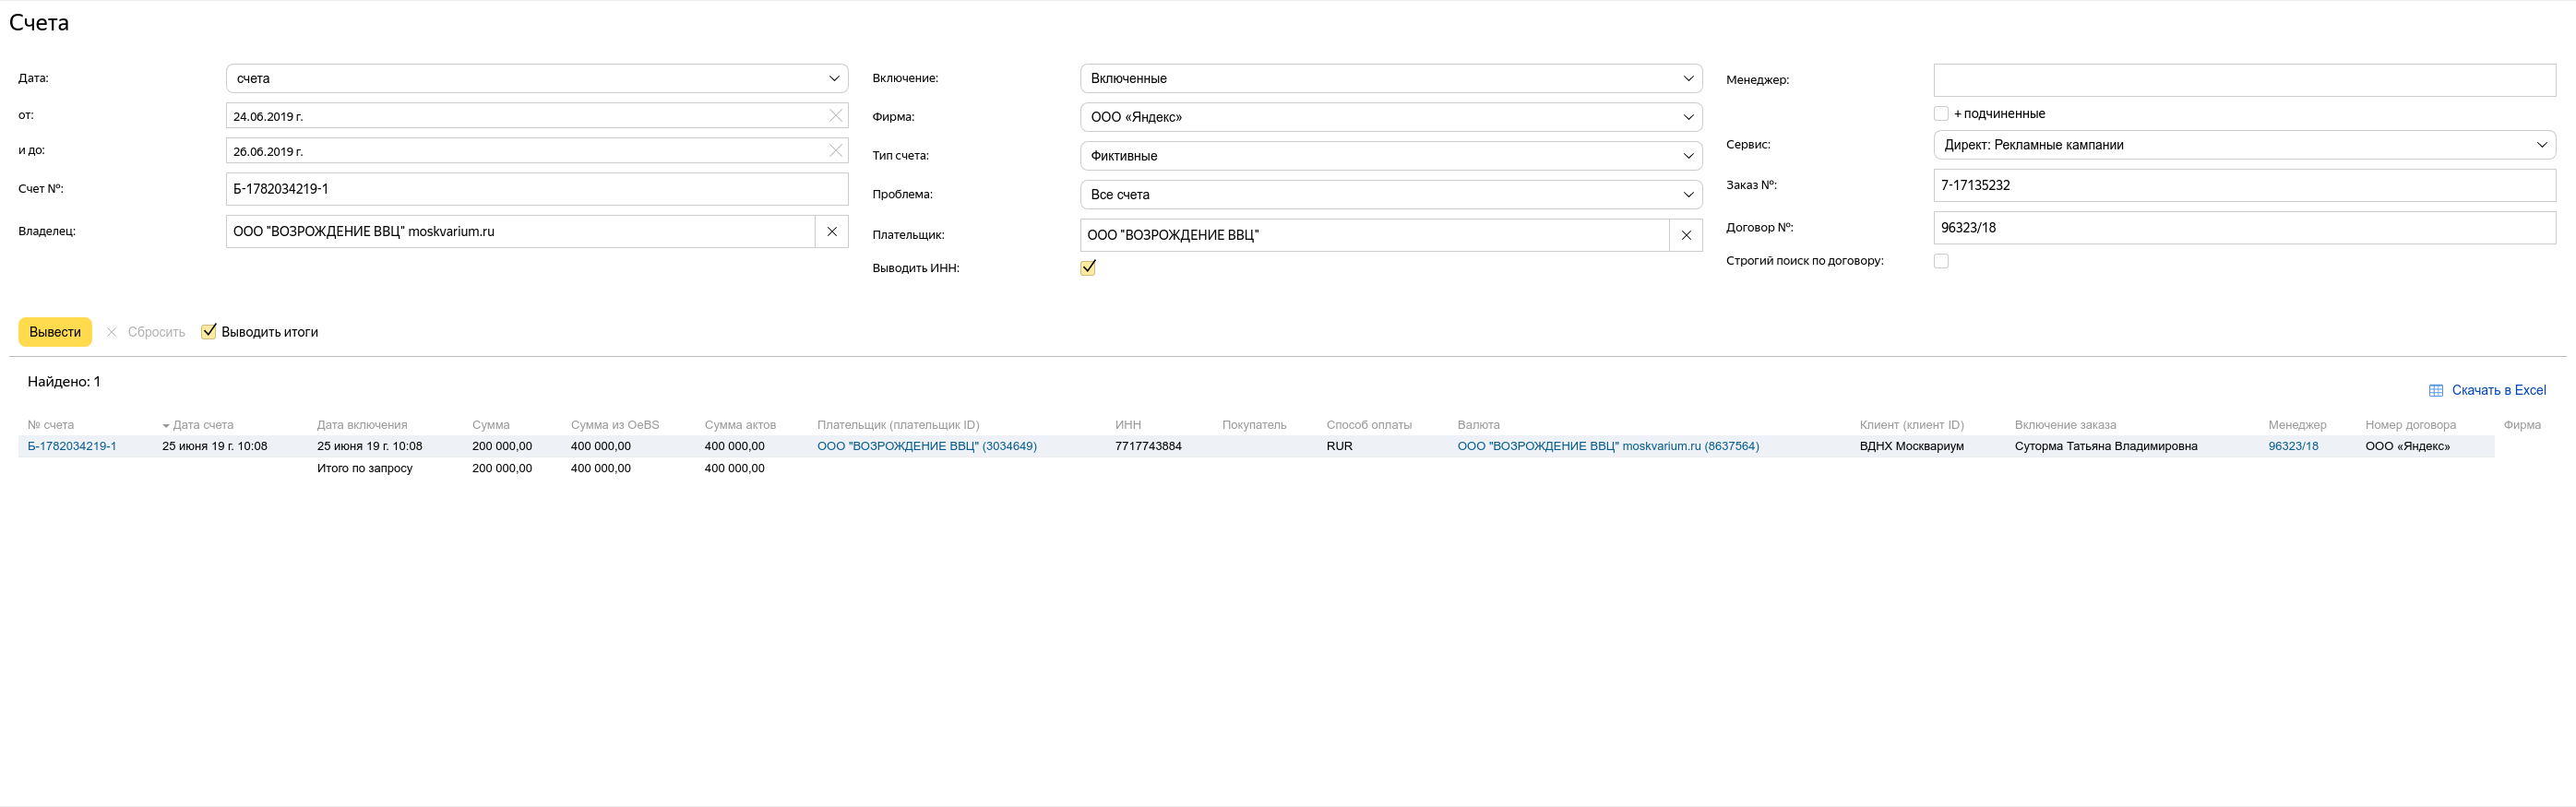 Счета
Дата:
счета
от:
24.06.2019 г.
и до:
26.06.2019 г.
Счет №:
Б-1782034219-1
Владелец:
ООО "ВОЗРОЖДЕНИЕ ВВЦ" moskvarium.ru
Включение:
Включенные
Фирма:
ООО «Яндекс»
Тип счета:
Фиктивные
Проблема:
Все счета
Плательщик:
ООО "ВОЗРОЖДЕНИЕ ВВЦ"
Выводить ИНН:
Менеджер:
+ подчиненные
Сервис:
Директ: Рекламные кампании
Заказ №:
7-17135232
Договор №:
96323/18
Строгий поиск по договору:
Вывести Сбросить Выводить итоги
Найдено: 1
Скачать в Excel
№ счета Дата счета Дата включения Сумма Сумма из OeBS Сумма актов Плательщик (плательщик ID) ИНН Покупатель Способ оплаты Валюта Клиент (клиент ID) Включение заказа Менеджер Номер договора Фирма
Б-1782034219-1 25 июня 19 г. 10:08 25 июня 19 г. 10:08 200 000,00 400 000,00 400 000,00 ООО "ВОЗРОЖДЕНИЕ ВВЦ" (3034649) 7717743884 RUR ООО "ВОЗРОЖДЕНИЕ ВВЦ" moskvarium.ru (8637564) ВДНХ Москвариум Суторма Татьяна Владимировна 96323/18 ООО «Яндекс»
Итого по запросу 200 000,00 400 000,00 400 000,00